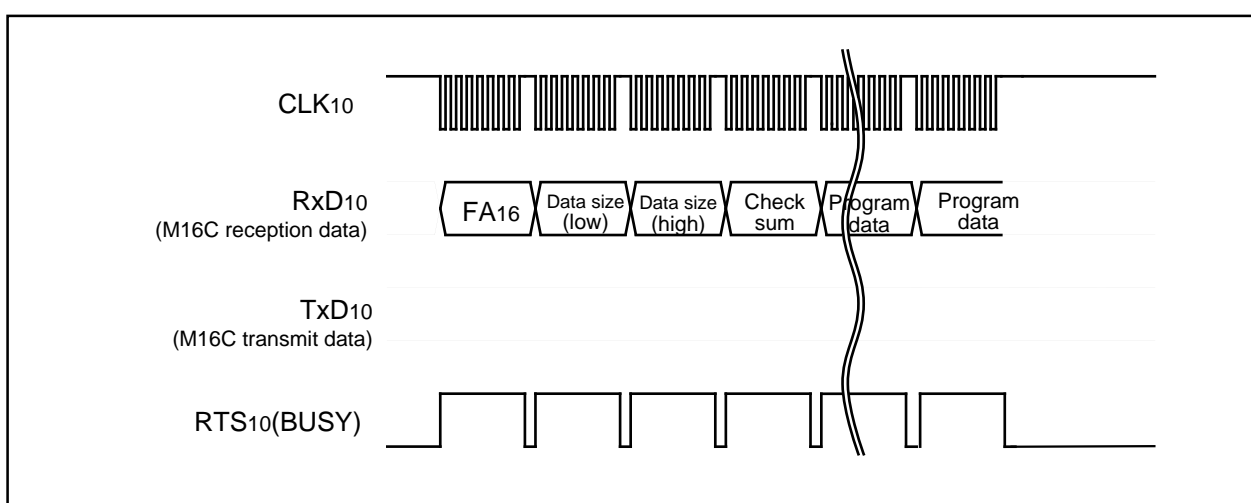 CLK10
RxD10
(M16C reception data)
FA16
Data size
(low)
Data size
(high)
Check
sum
Program
data
Program
data
TxD10
(M16C transmit data)
RTS10(BUSY)